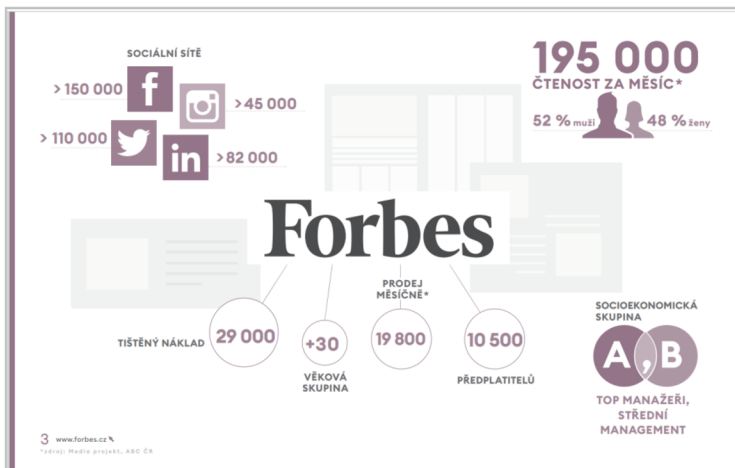 SOCIÁLNÍ SÍTĚ
> 150 000
> 45 000
> 110 000
> 82 000
195 000
ČTENOST ZA MĚSÍC*
52 % muži
48 % ženy
Forbes
TIŠTĚNÝ NÁKLAD
29 000
+30
VĚKOVÁ
SKUPINA
PRODEJ
MĚSÍČNĚ*
19 800
10 500
PŘEDPLATITELŮ
SOCIOEKONOMICKÁ
SKUPINA
A, B
TOP MANAŽEŘI,
STŘEDNÍ
MANAGEMENT
3 www.forbes.cz
*zdroj: Media projekt, ABC ČR